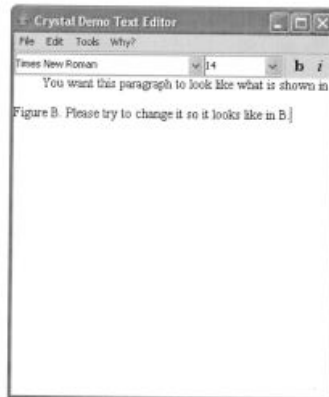 Crystal Demo Text Editor
File Edit Tools Why?
Times New Roman 14 b i
You want this paragraph to look like what is shown in
Figure B. Please try to change it so it looks like in B.